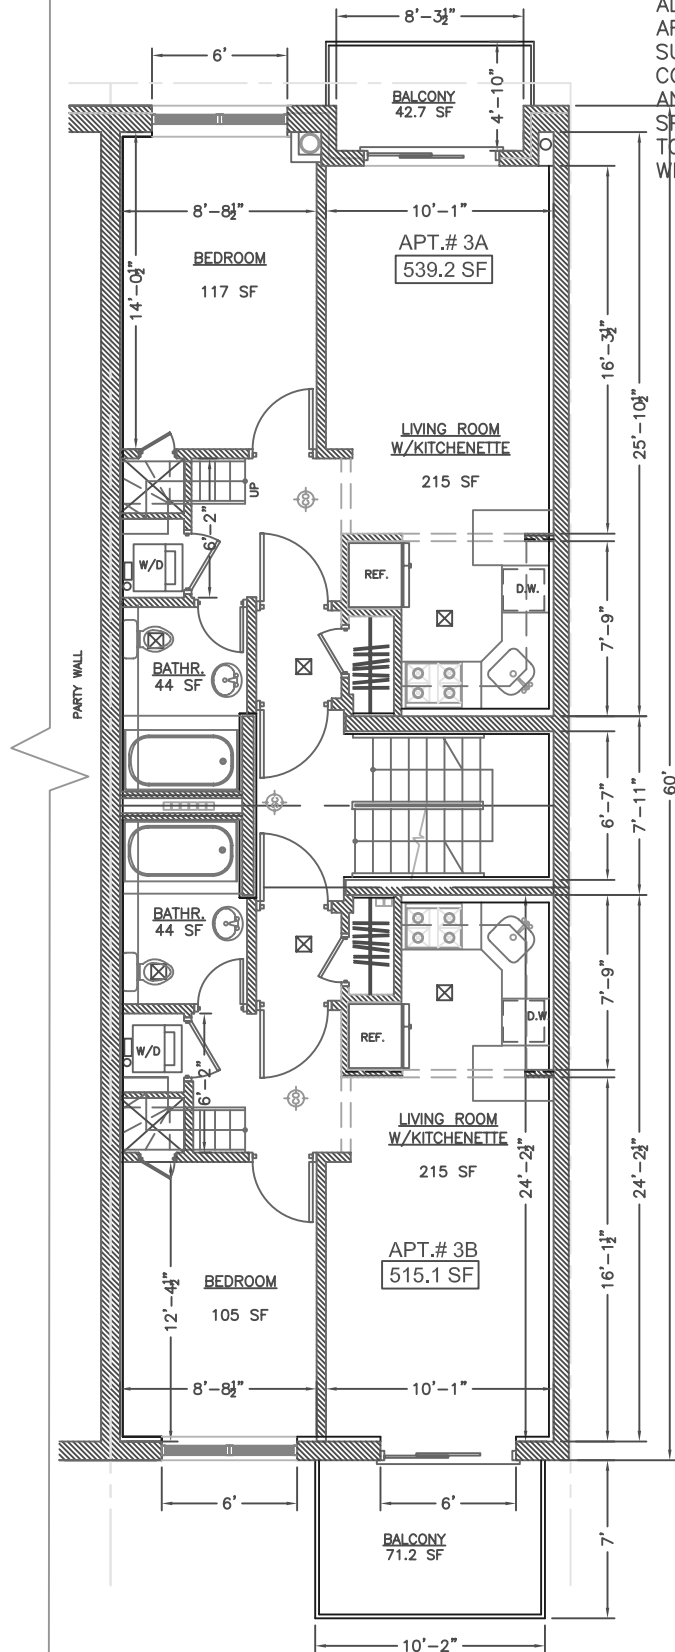 8'-3½"
6'
BALCONY
42.7 SF
4'-10"
8'-8½"
10'-1"
BEDROOM
117 SF
APT.# 3A
539.2 SF
14'-0½"
16'-3½"
25'-10½"
LIVING ROOM
W/KITCHENETTE
215 SF
UP
6'-2"
W/D
REF.
D.W.
7'-9"
BATHR.
44 SF
PARTY WALL
6'-7"
7'-11"
60'
BATHR.
44 SF
7'-9"
W/D
REF.
D.W
6'-2"
LIVING ROOM
W/KITCHENETTE
215 SF
24'-2½"
24'-2½"
APT.# 3B
515.1 SF
BEDROOM
105 SF
12'-4½"
16'-1½"
8'-8½"
10'-1"
6'
6'
BALCONY
71.2 SF
7'
10'-2"